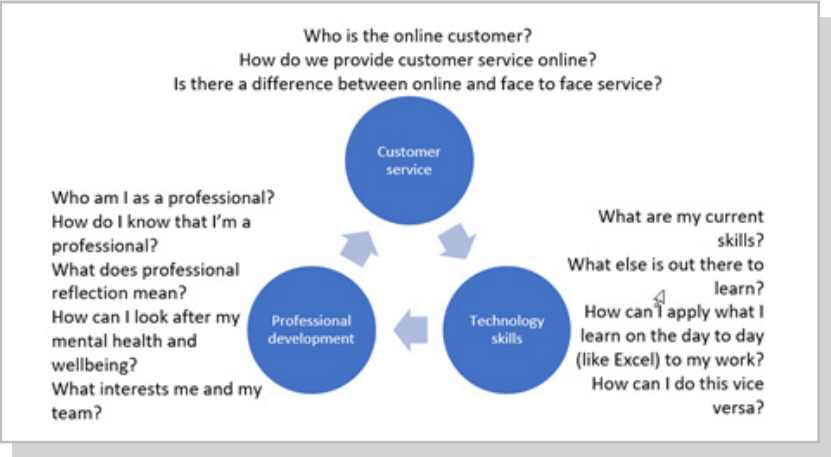 Who is the online customer?
How do we provide customer service online?
Is there a difference between online and face to face service?
Customer
service
Who am I as a professional?
How do I know that I’m a
professional?
What does professional
reflection mean?
How can I look after my
mental health and
wellbeing?
What interests me and my
team?
Professional
development
Technology
skills
What are my current
skills?
What else is out there to
learn?
How can I apply what I
learn on the day to day
(like Excel) to my work?
How can I do this vice
versa?